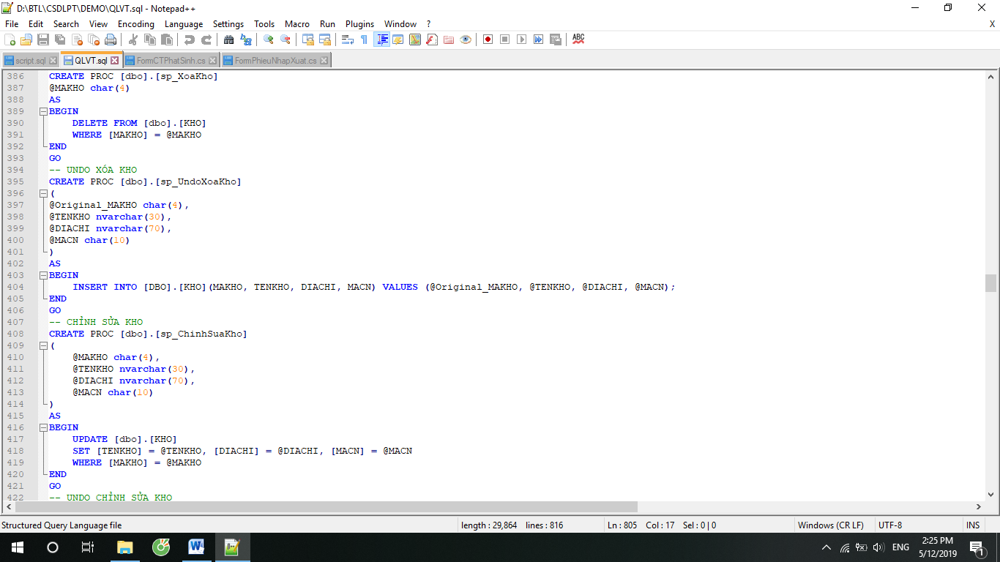 D:\BTL\CSDLPT\DEMO\QLVT.sql - Notepad++
File Edit Search View Encoding Language Settings Tools Macro Run Plugins Window ? X
script.sql QLVT.sql FormCTPhatSinh.cs FormPhieuNhapXuat.cs
386 CREATE PROC [dbo].[sp_XoaKho]
387 @MAKHO char(4)
388 AS
389 BEGIN
390 DELETE FROM [dbo].[KHO]
391 WHERE [MAKHO] = @MAKHO
392 END
393 GO
394 -- UNDO XÓA KHO
395 CREATE PROC [dbo].[sp_UndoXoaKho]
396 (
397 @Original_MAKHO char(4),
398 @TENKHO nvarchar(30),
399 @DIACHI nvarchar(70),
400 @MACN char(10)
401 )
402 AS
403 BEGIN
404 INSERT INTO [DBO].[KHO](MAKHO, TENKHO, DIACHI, MACN) VALUES (@Original_MAKHO, @TENKHO, @DIACHI, @MACN);
405 END
406 GO
407 -- CHỈNH SỬA KHO
408 CREATE PROC [dbo].[sp_ChinhSuaKho]
409 (
410 @MAKHO char(4),
411 @TENKHO nvarchar(30),
412 @DIACHI nvarchar(70),
413 @MACN char(10)
414 )
415 AS
416 BEGIN
417 UPDATE [dbo].[KHO]
418 SET [TENKHO] = @TENKHO, [DIACHI] = @DIACHI, [MACN] = @MACN
419 WHERE [MAKHO] = @MAKHO
420 END
421 GO
422 -- UNDO CHỈNH SỬA KHO
Structured Query Language file length : 29,864 lines : 816 Ln : 805 Col : 17 Sel : 0 | 0 Windows (CR LF) UTF-8 INS
ENG 2:25 PM
5/12/2019 1